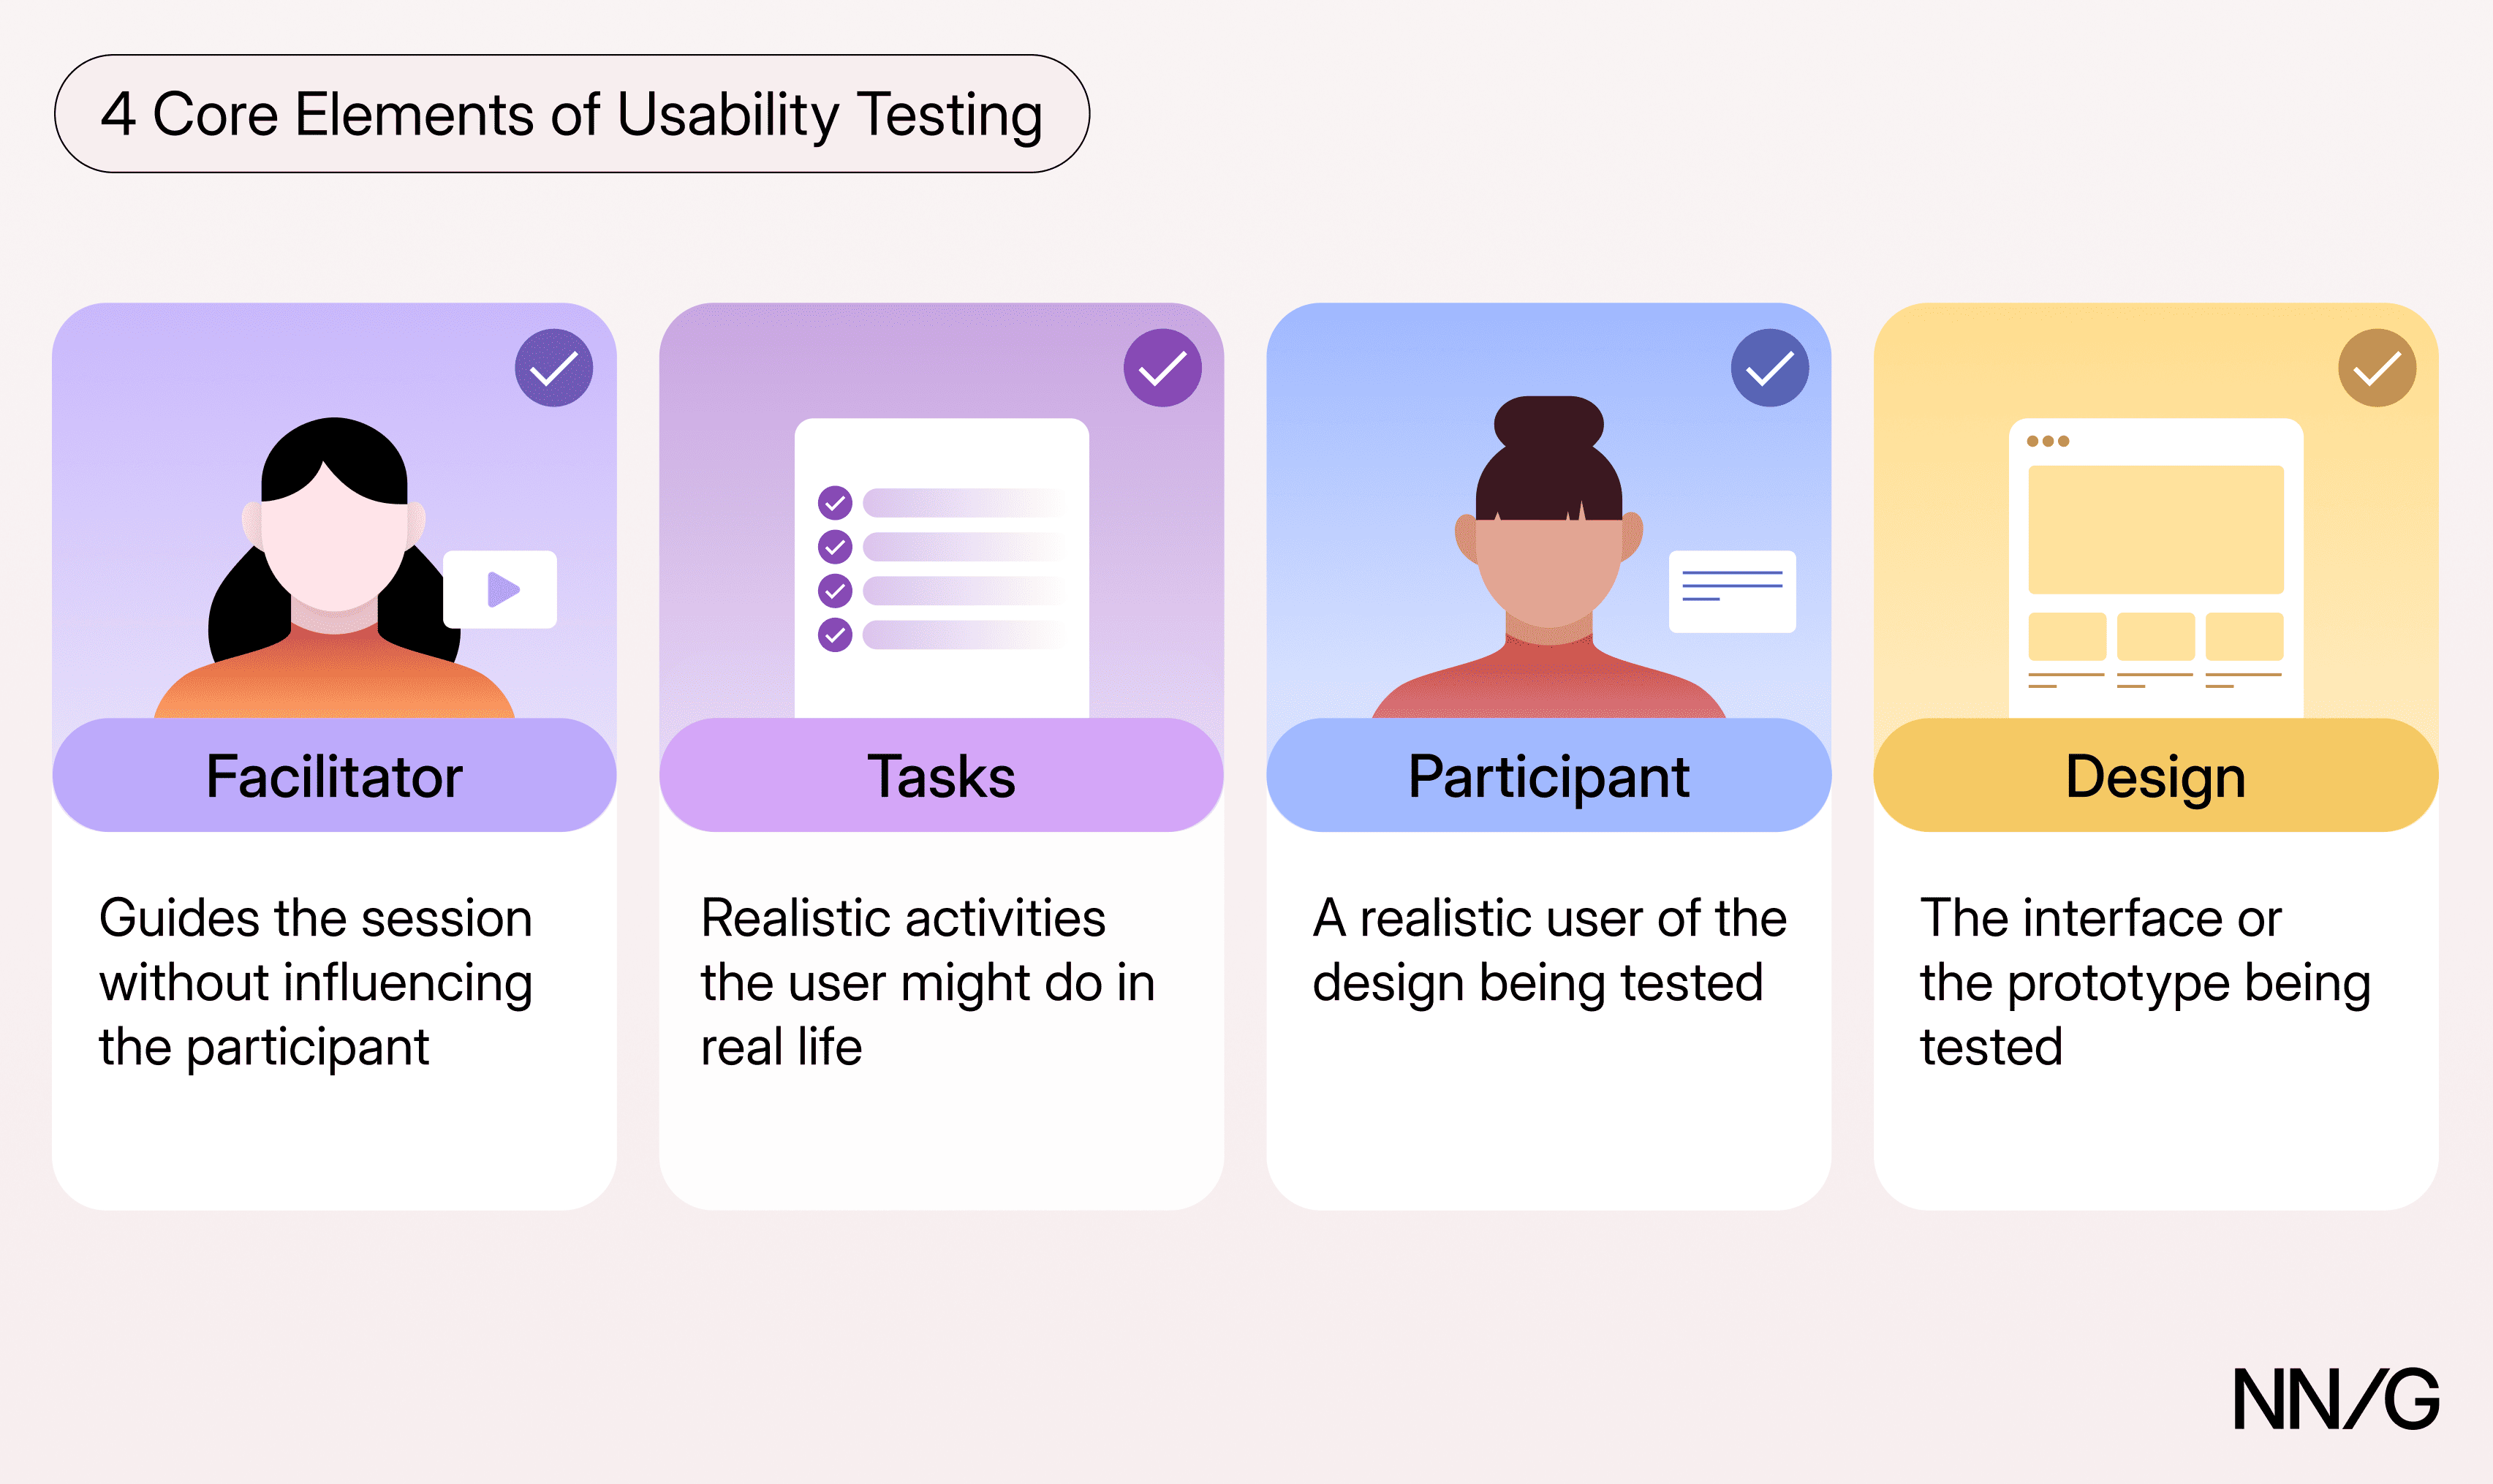 4 Core Elements of Usability Testing
Facilitator
Guides the session
without influencing
the participant
Tasks
Realistic activities
the user might do in
real life
Participant
A realistic user of the
design being tested
Design
The interface or
the prototype being
tested
NN/G